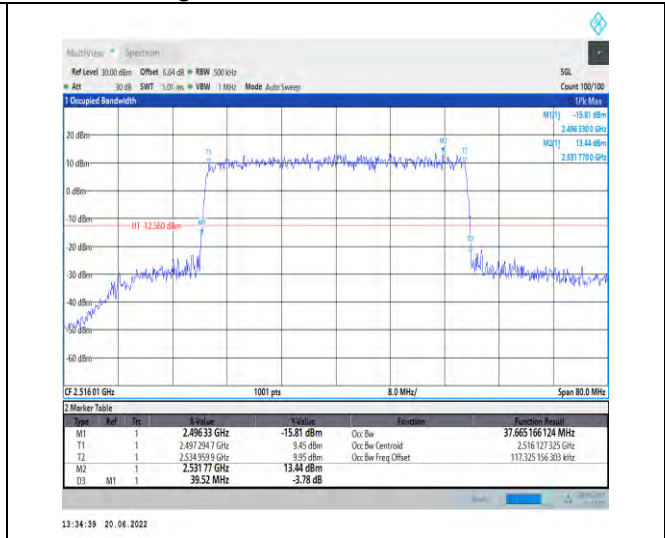 MultiView Spectrum
Ref Level 30.00 dBm Offset 6.64 dB RBW 500 kHz SGL
Att 30 dB SWT 1.01 ms VBW 1 MHz Mode Auto Sweep Count 100/100
1 Occupied Bandwidth 1Pk Max
M1[1] -15.81 dBm
2.496 3300 GHz
M2[1] 13.44 dBm
2.531 7700 GHz
20 dBm
M2
T1
T2
10 dBm
0 dBm
-10 dBm
H1 -12.560 dBm
M1
D3
-20 dBm
-30 dBm
-40 dBm
-50 dBm
-60 dBm
CF 2.516 01 GHz 1001 pts 8.0 MHz/ Span 80.0 MHz
2 Marker Table
Type Ref Trc X-Value Y-Value Function Function Result
M1 1 2.496 33 GHz -15.81 dBm Occ Bw 37.665 166 124 MHz
T1 1 2.497 294 7 GHz 9.45 dBm Occ Bw Centroid 2.516 127 325 GHz
T2 1 2.534 959 9 GHz 9.95 dBm Occ Bw Freq Offset 117.325 156 303 kHz
M2 1 2.531 77 GHz 13.44 dBm
D3 M1 1 39.52 MHz -3.78 dB
13:34:39 20.06.2022